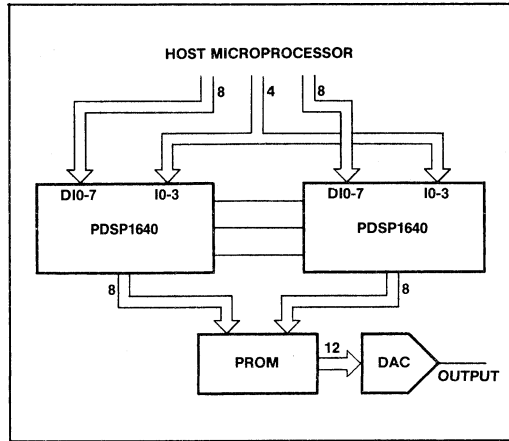 HOST MICROPROCESSOR
8 4 8
DI0-7 I0-3 DI0-7 I0-3
PDSP1640 PDSP1640
8 8
PROM 12 DAC OUTPUT